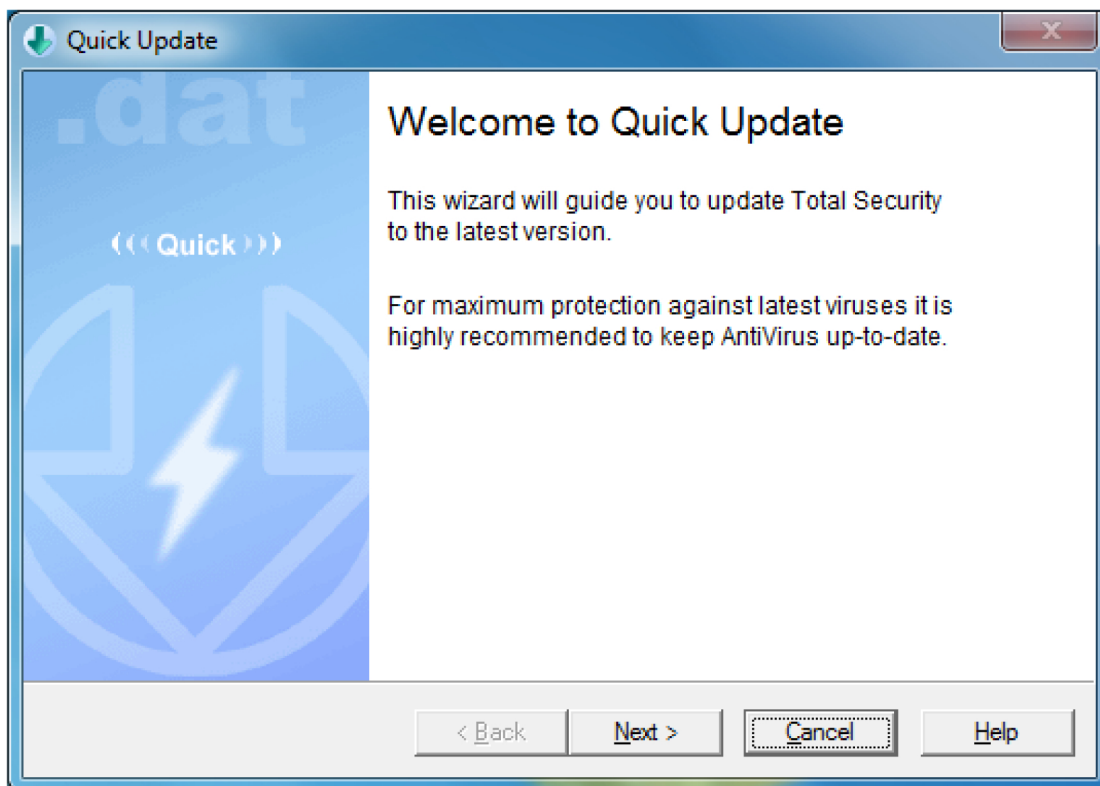 Quick Update
.dat
(((Quick)))
Welcome to Quick Update
This wizard will guide you to update Total Security
to the latest version.
For maximum protection against latest viruses it is
highly recommended to keep AntiVirus up-to-date.
< Back Next > Cancel Help